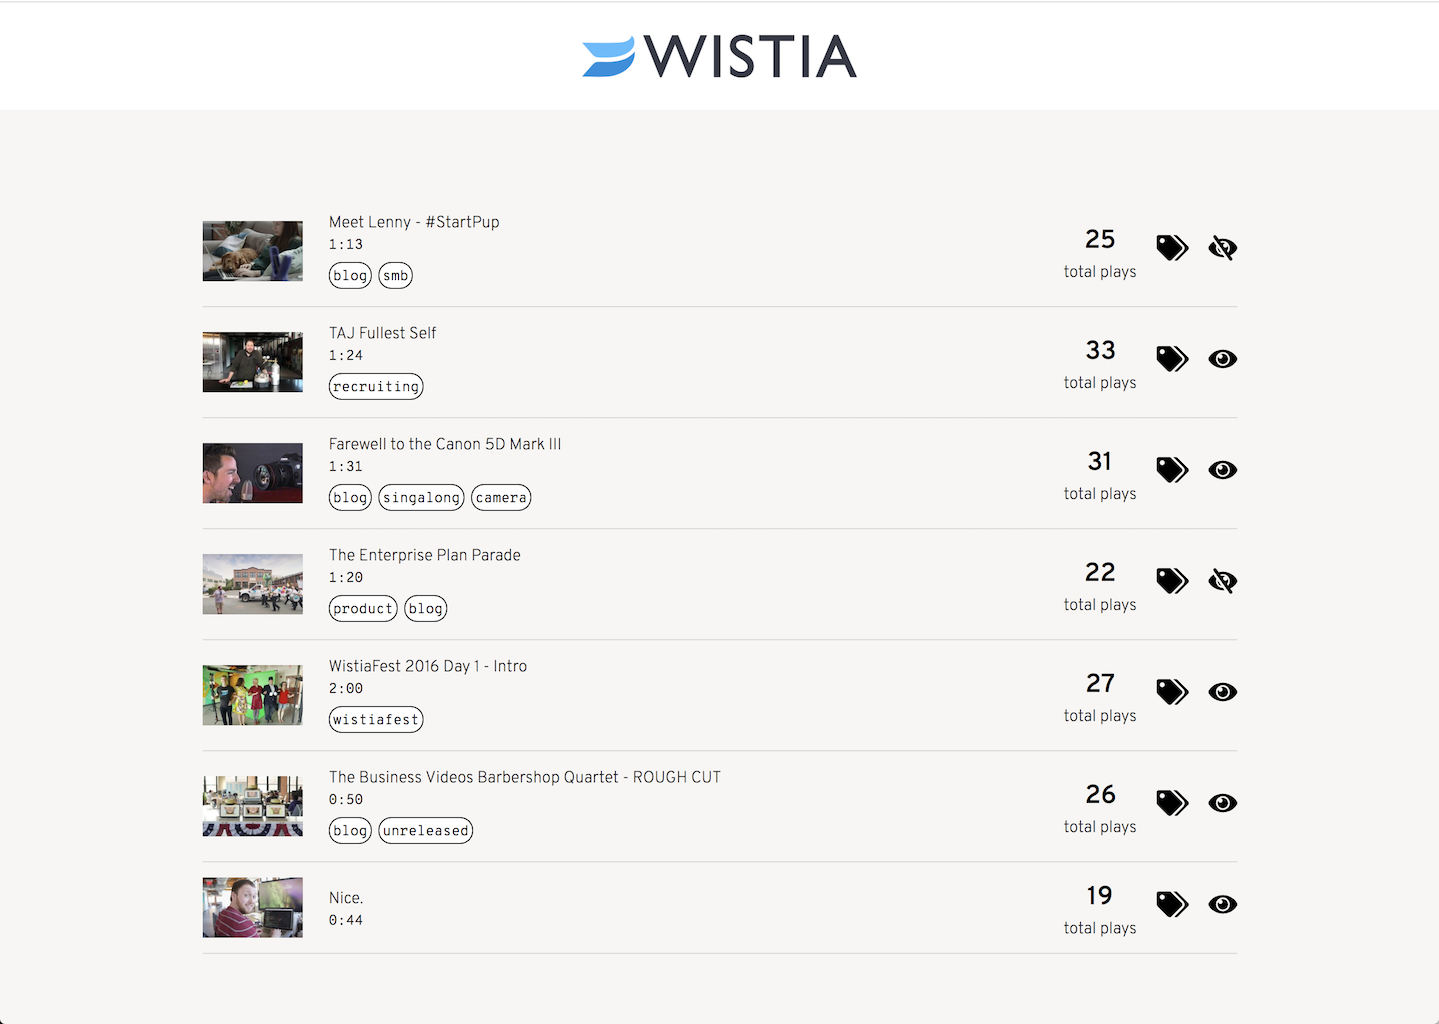 WISTIA
Meet Lenny - #StartPup
1:13
blog smb
25
total plays
TAJ Fullest Self
1:24
recruiting
33
total plays
Farewell to the Canon 5D Mark III
1:31
blog singalong camera
31
total plays
The Enterprise Plan Parade
1:20
product blog
22
total plays
WistiaFest 2016 Day 1 - Intro
2:00
wistiafest
27
total plays
The Business Videos Barbershop Quartet - ROUGH CUT
0:50
blog unreleased
26
total plays
Nice.
0:44
19
total plays